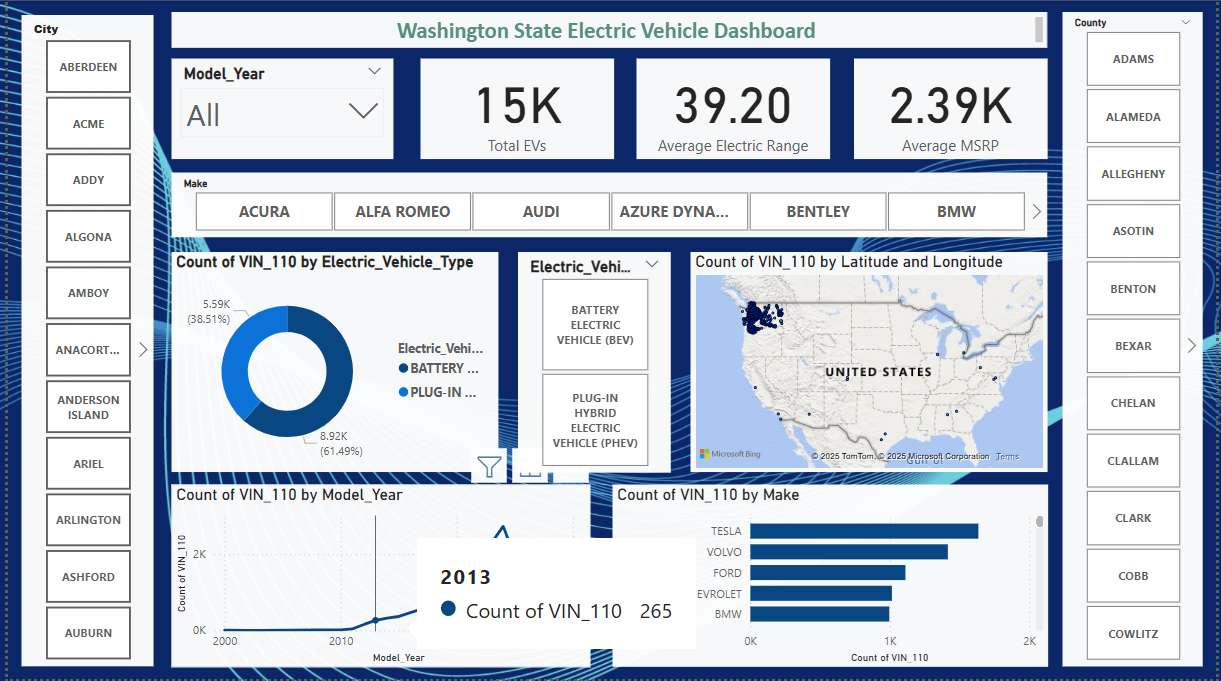 Washington State Electric Vehicle Dashboard
City
ABERDEEN
ACME
ADDY
ALGONA
AMBOY
ANACORT...
ANDERSON
ISLAND
ARIEL
ARLINGTON
ASHFORD
AUBURN
Model_Year
All
15K
Total EVs
39.20
Average Electric Range
2.39K
Average MSRP
Make
ACURA
ALFA ROMEO
AUDI
AZURE DYNA...
BENTLEY
BMW
Count of VIN_110 by Electric_Vehicle_Type
5.59K
(38.51%)
8.92K
(61.49%)
Electric_Vehi...
BATTERY ...
PLUG-IN ...
Electric_Vehi...
BATTERY
ELECTRIC
VEHICLE (BEV)
PLUG-IN
HYBRID
ELECTRIC
VEHICLE (PHEV)
Count of VIN_110 by Latitude and Longitude
UNITED STATES
Microsoft Bing
© 2025 TomTom, © 2025 Microsoft Corporation Terms
Gulf of
Count of VIN_110 by Model_Year
Count of VIN_110
2K
0K
2000
2010
Model_Year
2013
Count of VIN_110 265
Count of VIN_110 by Make
TESLA
VOLVO
FORD
EVROLET
BMW
0K
1K
2K
Count of VIN_110
County
ADAMS
ALAMEDA
ALLEGHENY
ASOTIN
BENTON
BEXAR
CHELAN
CLALLAM
CLARK
COBB
COWLITZ